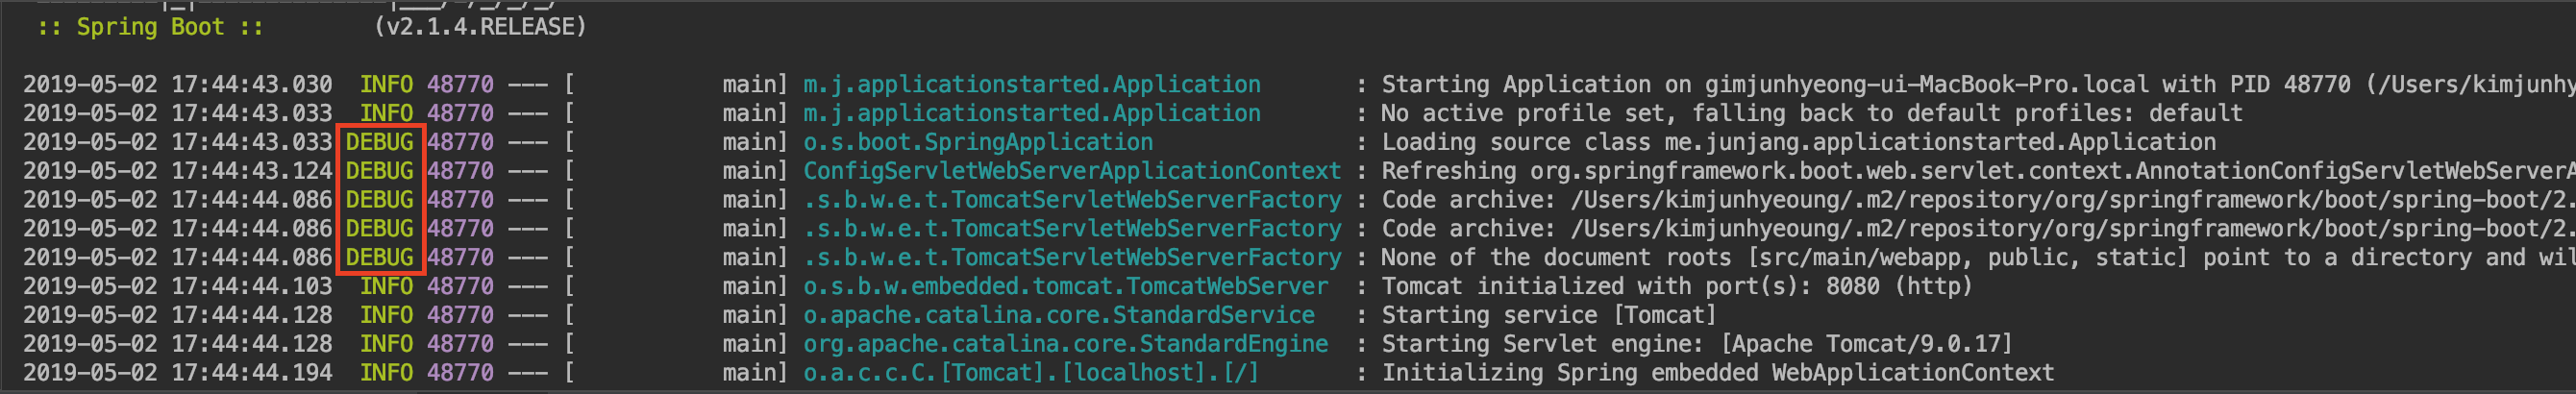 :: Spring Boot ::        (v2.1.4.RELEASE)
2019-05-02 17:44:43.030  INFO 48770 --- [           main] m.j.applicationstarted.Application       : Starting Application on gimjunhyeong-ui-MacBook-Pro.local with PID 48770 (/Users/kimjunhy
2019-05-02 17:44:43.033  INFO 48770 --- [           main] m.j.applicationstarted.Application       : No active profile set, falling back to default profiles: default
2019-05-02 17:44:43.033 DEBUG 48770 --- [           main] o.s.boot.SpringApplication               : Loading source class me.junjang.applicationstarted.Application
2019-05-02 17:44:43.124 DEBUG 48770 --- [           main] ConfigServletWebServerApplicationContext : Refreshing org.springframework.boot.web.servlet.context.AnnotationConfigServletWebServerA
2019-05-02 17:44:44.086 DEBUG 48770 --- [           main] .s.b.w.e.t.TomcatServletWebServerFactory : Code archive: /Users/kimjunhyeoung/.m2/repository/org/springframework/boot/spring-boot/2.
2019-05-02 17:44:44.086 DEBUG 48770 --- [           main] .s.b.w.e.t.TomcatServletWebServerFactory : Code archive: /Users/kimjunhyeoung/.m2/repository/org/springframework/boot/spring-boot/2.
2019-05-02 17:44:44.086 DEBUG 48770 --- [           main] .s.b.w.e.t.TomcatServletWebServerFactory : None of the document roots [src/main/webapp, public, static] point to a directory and wil
2019-05-02 17:44:44.103  INFO 48770 --- [           main] o.s.b.w.embedded.tomcat.TomcatWebServer  : Tomcat initialized with port(s): 8080 (http)
2019-05-02 17:44:44.128  INFO 48770 --- [           main] o.apache.catalina.core.StandardService   : Starting service [Tomcat]
2019-05-02 17:44:44.128  INFO 48770 --- [           main] org.apache.catalina.core.StandardEngine  : Starting Servlet engine: [Apache Tomcat/9.0.17]
2019-05-02 17:44:44.194  INFO 48770 --- [           main] o.a.c.c.C.[Tomcat].[localhost].[/]       : Initializing Spring embedded WebApplicationContext